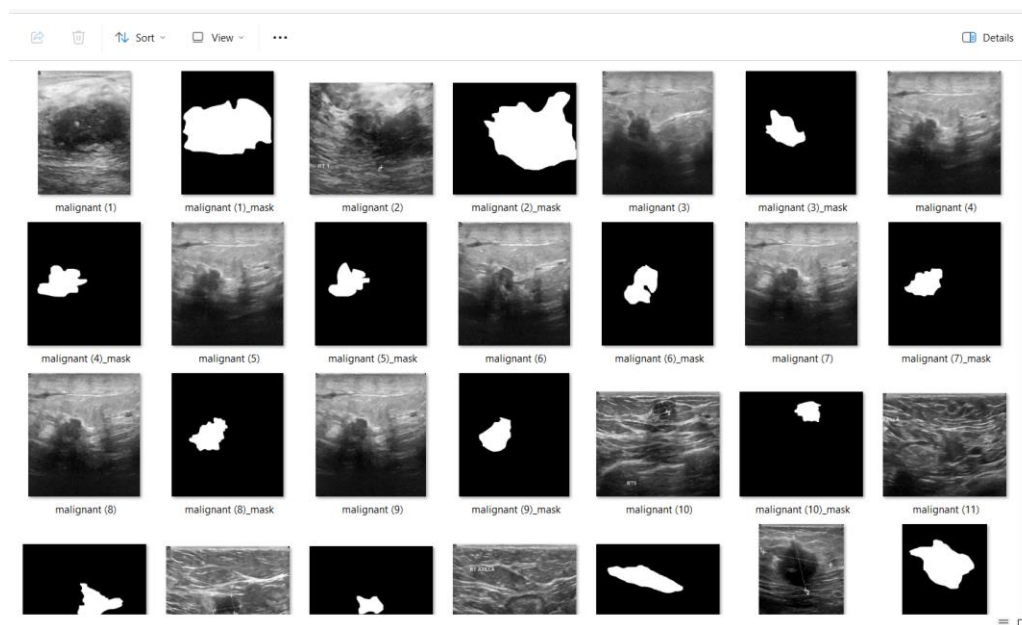 Sort
View
Details
malignant (1)
malignant (1)_mask
malignant (2)
malignant (2)_mask
malignant (3)
malignant (3)_mask
malignant (4)
malignant (4)_mask
malignant (5)
malignant (5)_mask
malignant (6)
malignant (6)_mask
malignant (7)
malignant (7)_mask
malignant (8)
malignant (8)_mask
malignant (9)
malignant (9)_mask
malignant (10)
malignant (10)_mask
malignant (11)
RT AXILLA